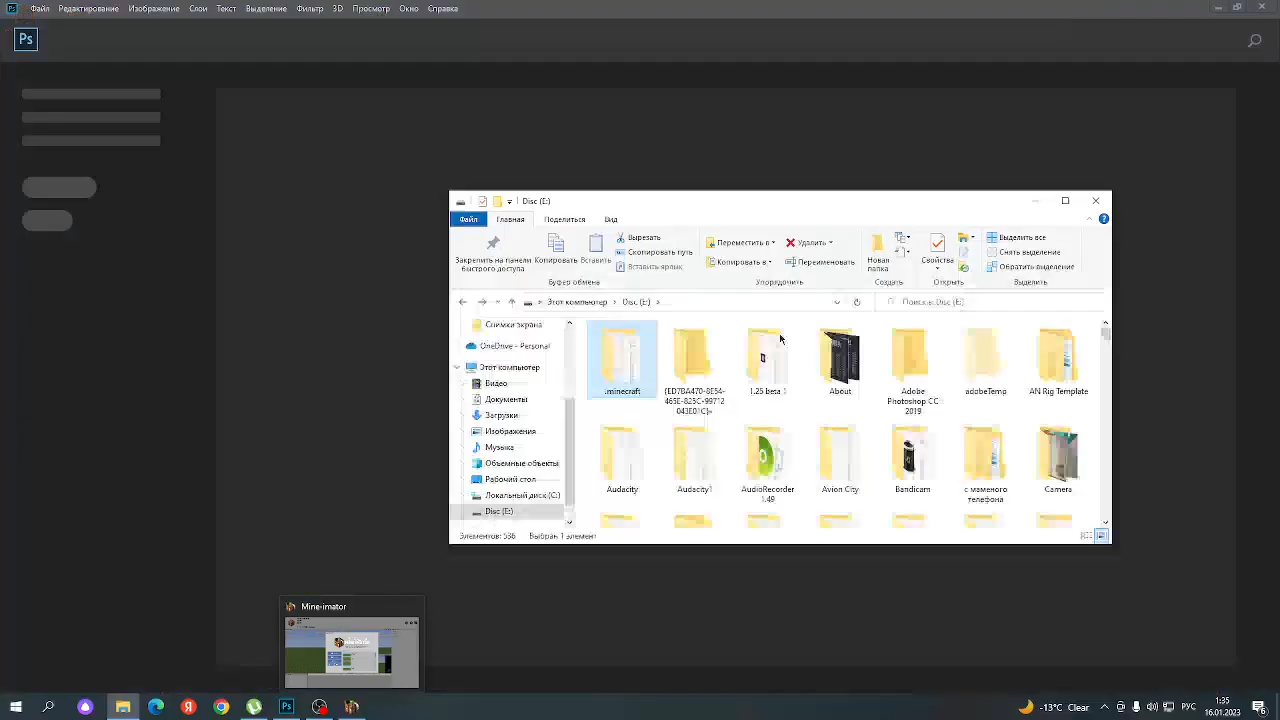 Ps Файл Редактирование Изображение Слои Текст Выделение Фильтр 3D Просмотр Окно Справка
Ps
Disc (E:)
Файл Главная Поделиться Вид
Закрепить на панели быстрого доступа
Копировать
Вставить
Вырезать
Скопировать путь
Вставить ярлык
Буфер обмена
Переместить в
Копировать в
Удалить
Переименовать
Упорядочить
Новая папка
Создать
Свойства
Открыть
Выделить все
Снять выделение
Обратить выделение
Выделить
Этот компьютер Disc (E:)
Поиск в: Disc (E:)
Снимки экрана
OneDrive - Personal
Этот компьютер
Видео
Документы
Загрузки
Изображения
Музыка
Объемные объекты
Рабочий стол
Локальный диск (C:)
Disc (E:)
.minecraft
1.25 beta 1
About
Adobe Photoshop CC 2019
adobeTemp
AN Rig Template
Audacity
Audacity1
AudioRecorder 1.49
Avion City
Bandicam
с маменого телефона
Camera
Элементов: 536 Выбран 1 элемент
Mine-imator
Я
Ps
-13°C Clear
РУС
1:35
16.01.2023